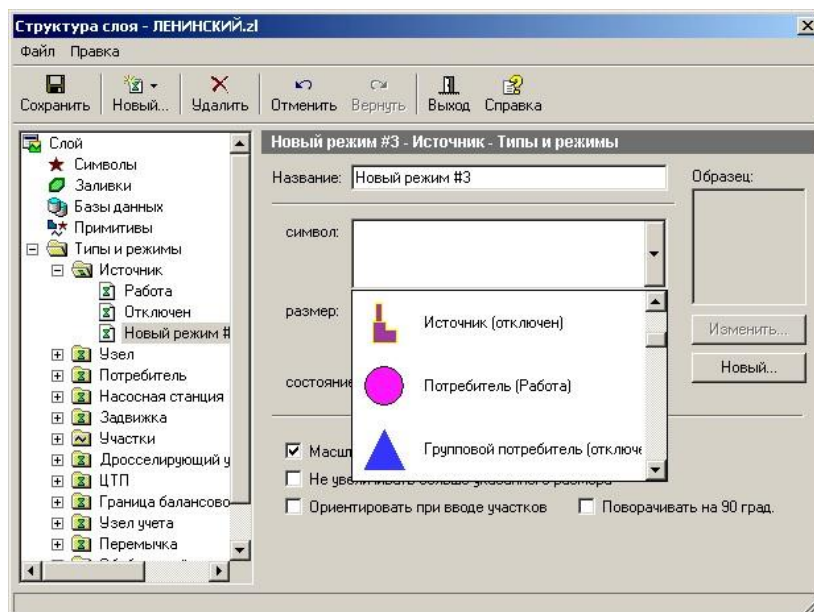 Структура слоя - ЛЕНИНСКИЙ.zl
Файл Правка
Сохранить Новый... Удалить Отменить Вернуть Выход Справка
Слой
Символы
Заливки
Базы данных
Примитивы
Типы и режимы
Источник
Работа
Отключен
Новый режим #
Узел
Потребитель
Насосная станция
Задвижка
Участки
Дросселирующий у
ЦТП
Граница балансово
Узел учета
Перемычка
Новый режим #3 - Источник - Типы и режимы
Название: Новый режим #3
Образец:
символ:
размер:
Источник (отключен)
Потребитель (Работа)
Групповой потребитель (отключе
состояние
Изменить...
Новый...
Масш
Не увеличивать больше указанного размера
Ориентировать при вводе участков Поворачивать на 90 град.